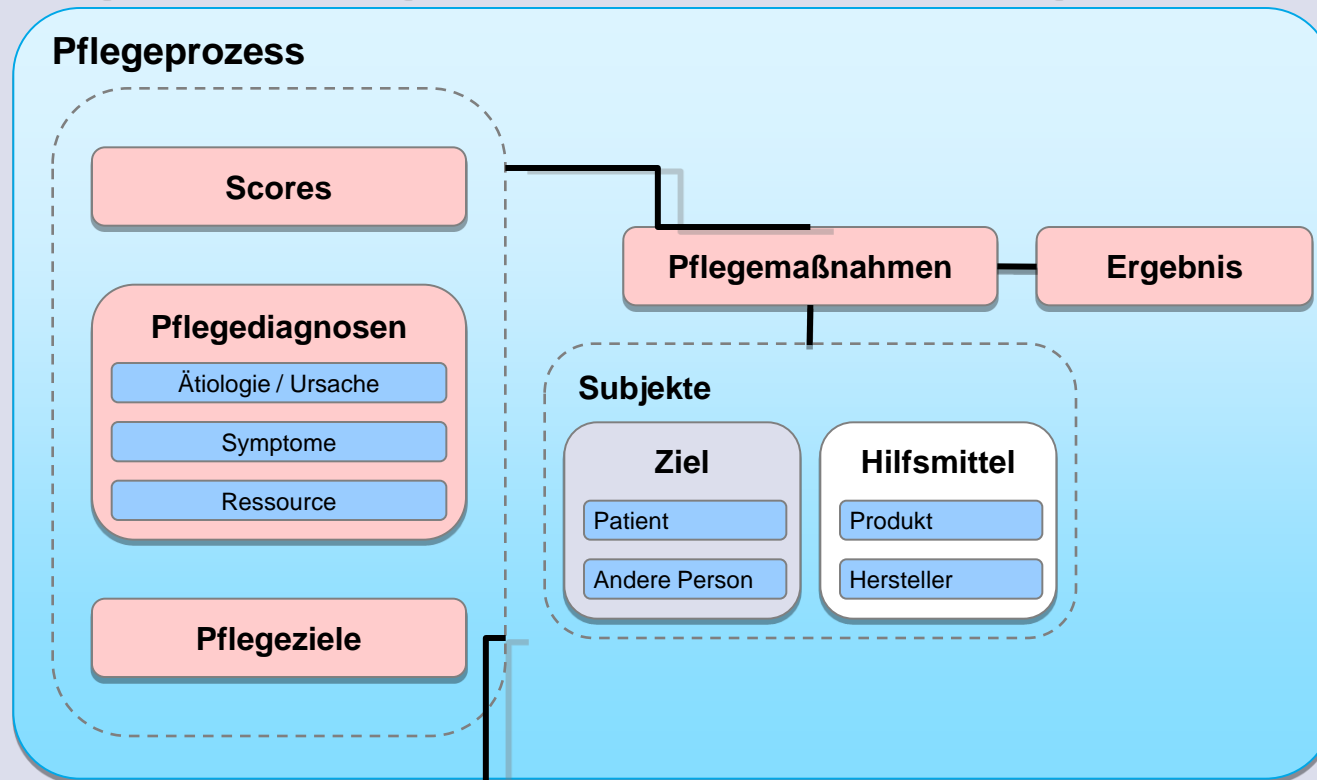 Pflegeprozess
Scores
Pflegediagnosen
Ätiologie / Ursache
Symptome
Ressource
Pflegeziele
Pflegemaßnahmen
Ergebnis
Subjekte
Ziel
Patient
Andere Person
Hilfsmittel
Produkt
Hersteller